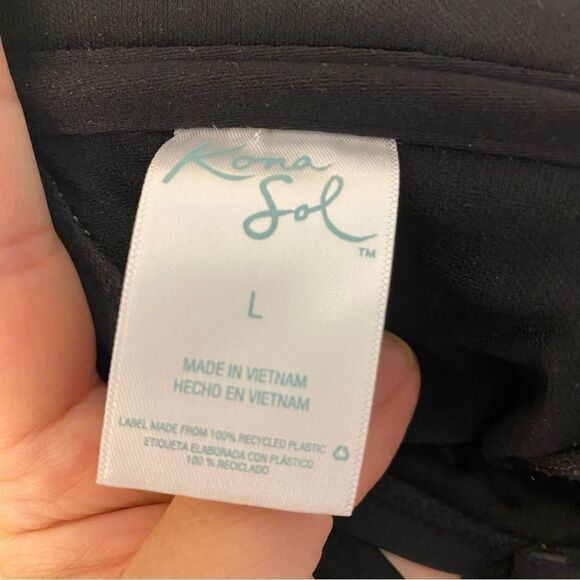 Kona
Sol
TM
L
MADE IN VIETNAM
HECHO EN VIETNAM
LABEL MADE FROM 100% RECYCLED PLASTIC
ETIQUETA ELABORADA CON PLÁSTICO
100 % RECICLADO